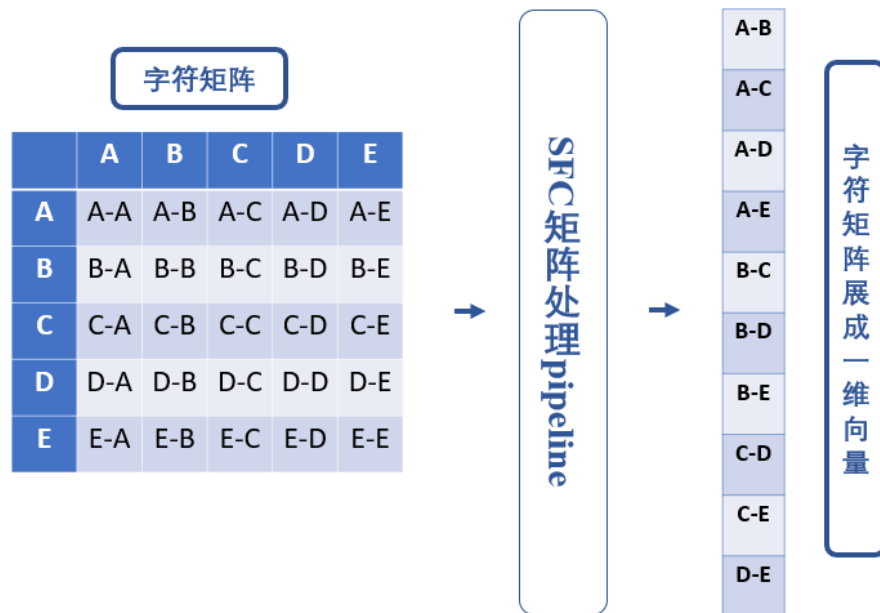 字符矩阵
A B C D E
A A-A A-B A-C A-D A-E
B B-A B-B B-C B-D B-E
C C-A C-B C-C C-D C-E
D D-A D-B D-C D-D D-E
E E-A E-B E-C E-D E-E
SFC矩阵处理pipeline
A-B
A-C
A-D
A-E
B-C
B-D
B-E
C-D
C-E
D-E
字符矩阵展成一维向量